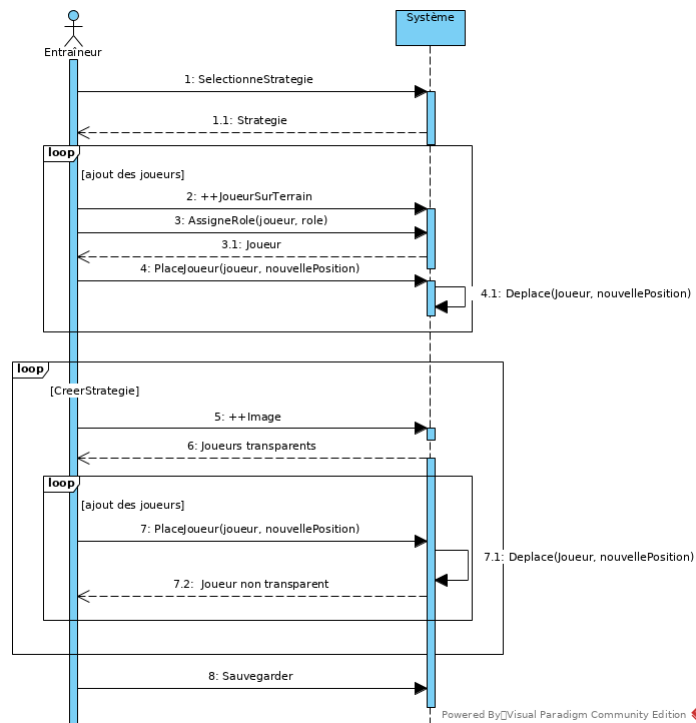 Système
Entraîneur
1: SelectionneStrategie
1.1: Strategie
loop
[ajout des joueurs]
2: ++JoueurSurTerrain
3: AssigneRole(joueur, role)
3.1: Joueur
4: PlaceJoueur(joueur, nouvellePosition)
4.1: Deplace(Joueur, nouvellePosition)
loop
[CreerStrategie]
5: ++Image
6: Joueurs transparents
loop
[ajout des joueurs]
7: PlaceJoueur(joueur, nouvellePosition)
7.1: Deplace(Joueur, nouvellePosition)
7.2: Joueur non transparent
8: Sauvegarder
Powered By Visual Paradigm Community Edition